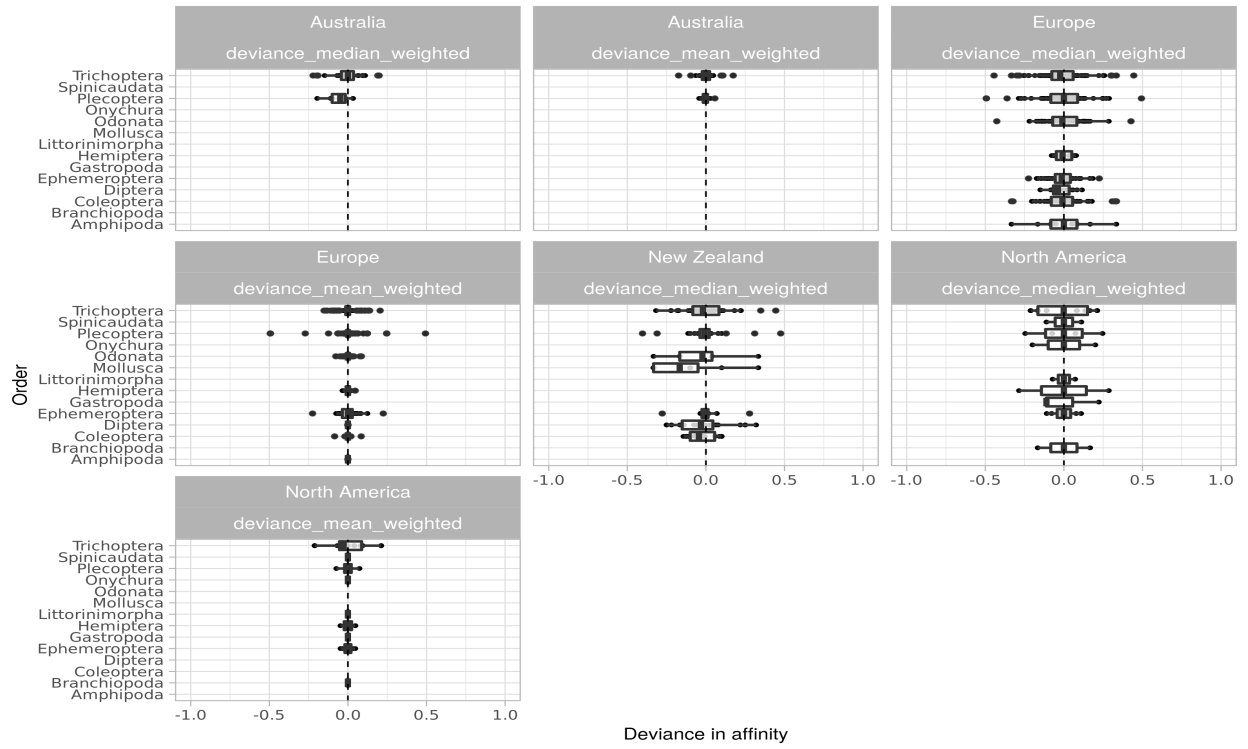 Australia
deviance_median_weighted
Australia
deviance_mean_weighted
Europe
deviance_median_weighted
Trichoptera
Spinicaudata
Plecoptera
Onychura
Odonata
Mollusca
Littorinimorpha
Hemiptera
Gastropoda
Ephemeroptera
Diptera
Coleoptera
Branchiopoda
Amphipoda
Europe
deviance_mean_weighted
New Zealand
deviance_median_weighted
North America
deviance_median_weighted
Trichoptera
Spinicaudata
Plecoptera
Onychura
Odonata
Mollusca
Littorinimorpha
Hemiptera
Gastropoda
Ephemeroptera
Diptera
Coleoptera
Branchiopoda
Amphipoda
-1.0 -0.5 0.0 0.5 1.0
-1.0 -0.5 0.0 0.5 1.0
Order
North America
deviance_mean_weighted
Trichoptera
Spinicaudata
Plecoptera
Onychura
Odonata
Mollusca
Littorinimorpha
Hemiptera
Gastropoda
Ephemeroptera
Diptera
Coleoptera
Branchiopoda
Amphipoda
-1.0 -0.5 0.0 0.5 1.0
Deviance in affinity